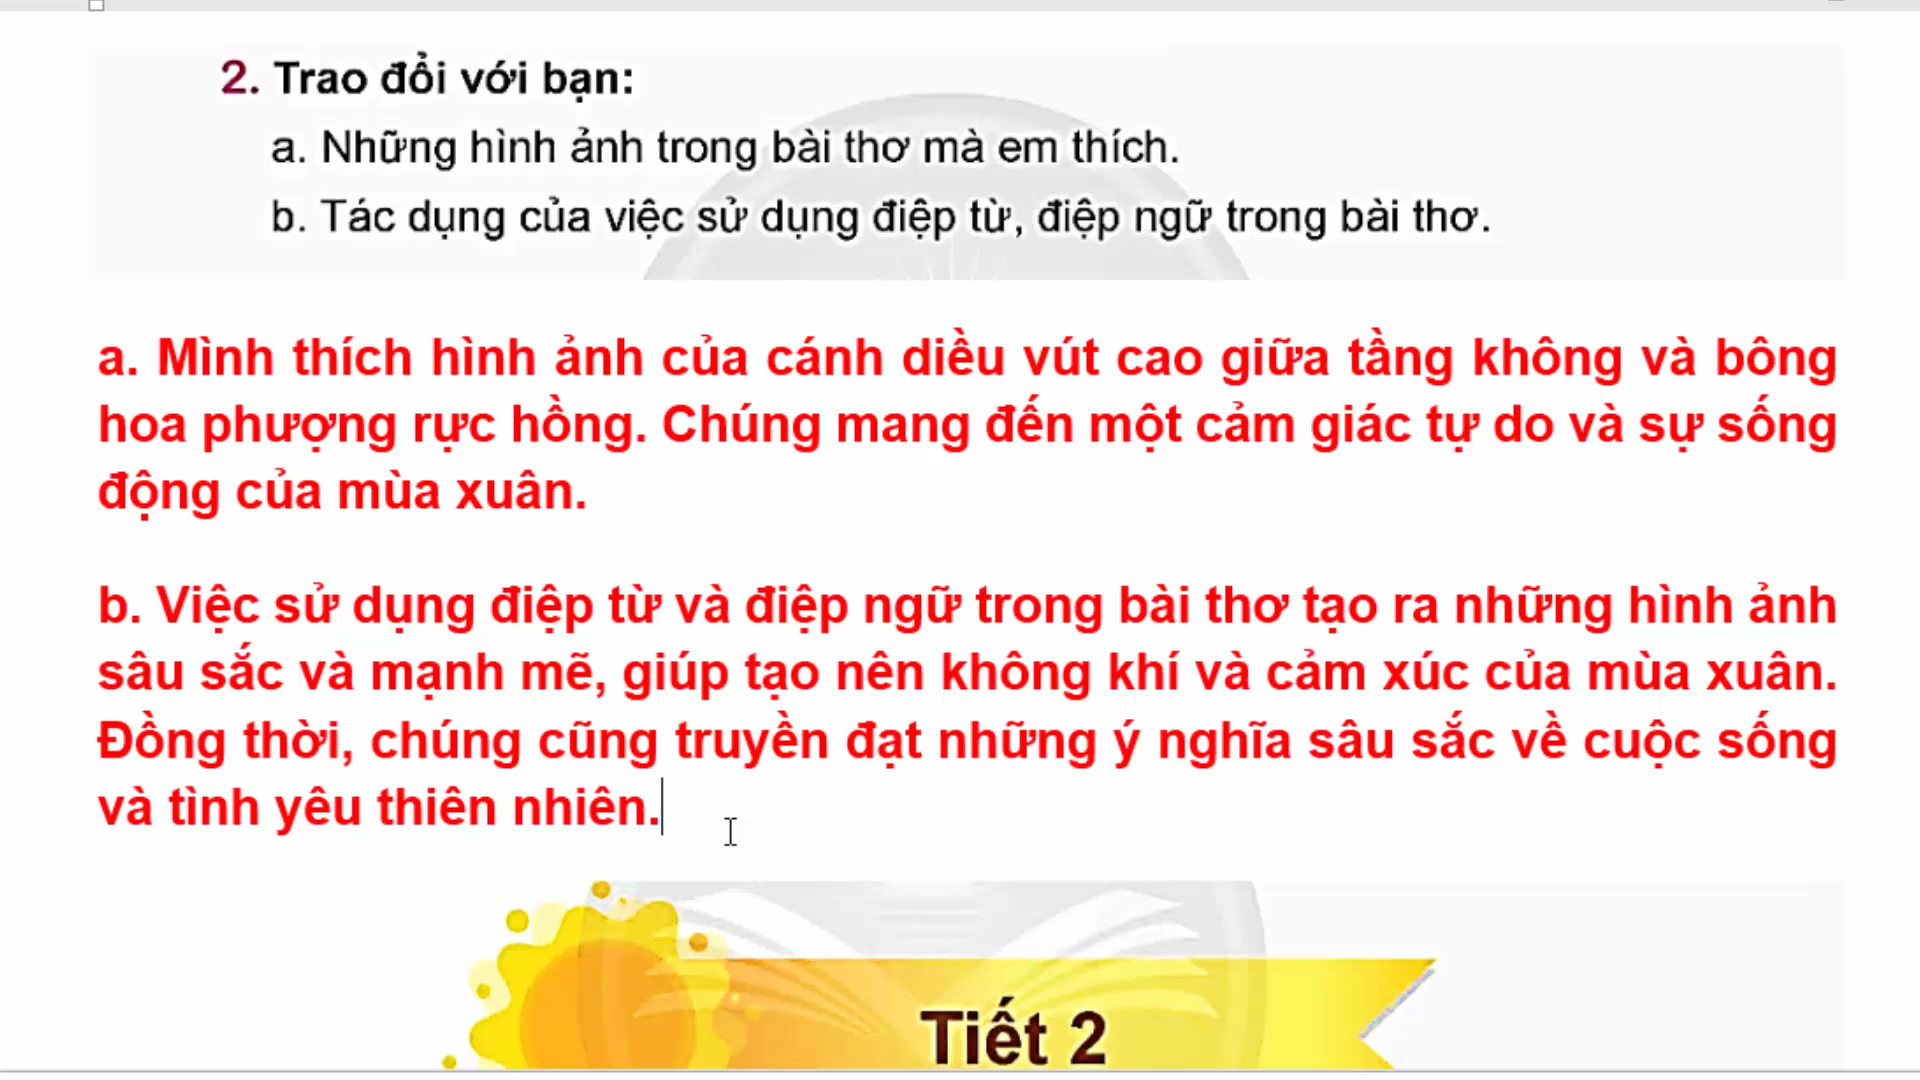 2. Trao đổi với bạn:
a. Những hình ảnh trong bài thơ mà em thích.
b. Tác dụng của việc sử dụng điệp từ, điệp ngữ trong bài thơ.
a. Mình thích hình ảnh của cánh diều vút cao giữa tầng không và bông
hoa phượng rực hồng. Chúng mang đến một cảm giác tự do và sự sống
động của mùa xuân.
b. Việc sử dụng điệp từ và điệp ngữ trong bài thơ tạo ra những hình ảnh
sâu sắc và mạnh mẽ, giúp tạo nên không khí và cảm xúc của mùa xuân.
Đồng thời, chúng cũng truyền đạt những ý nghĩa sâu sắc về cuộc sống
và tình yêu thiên nhiên.
Tiết 2